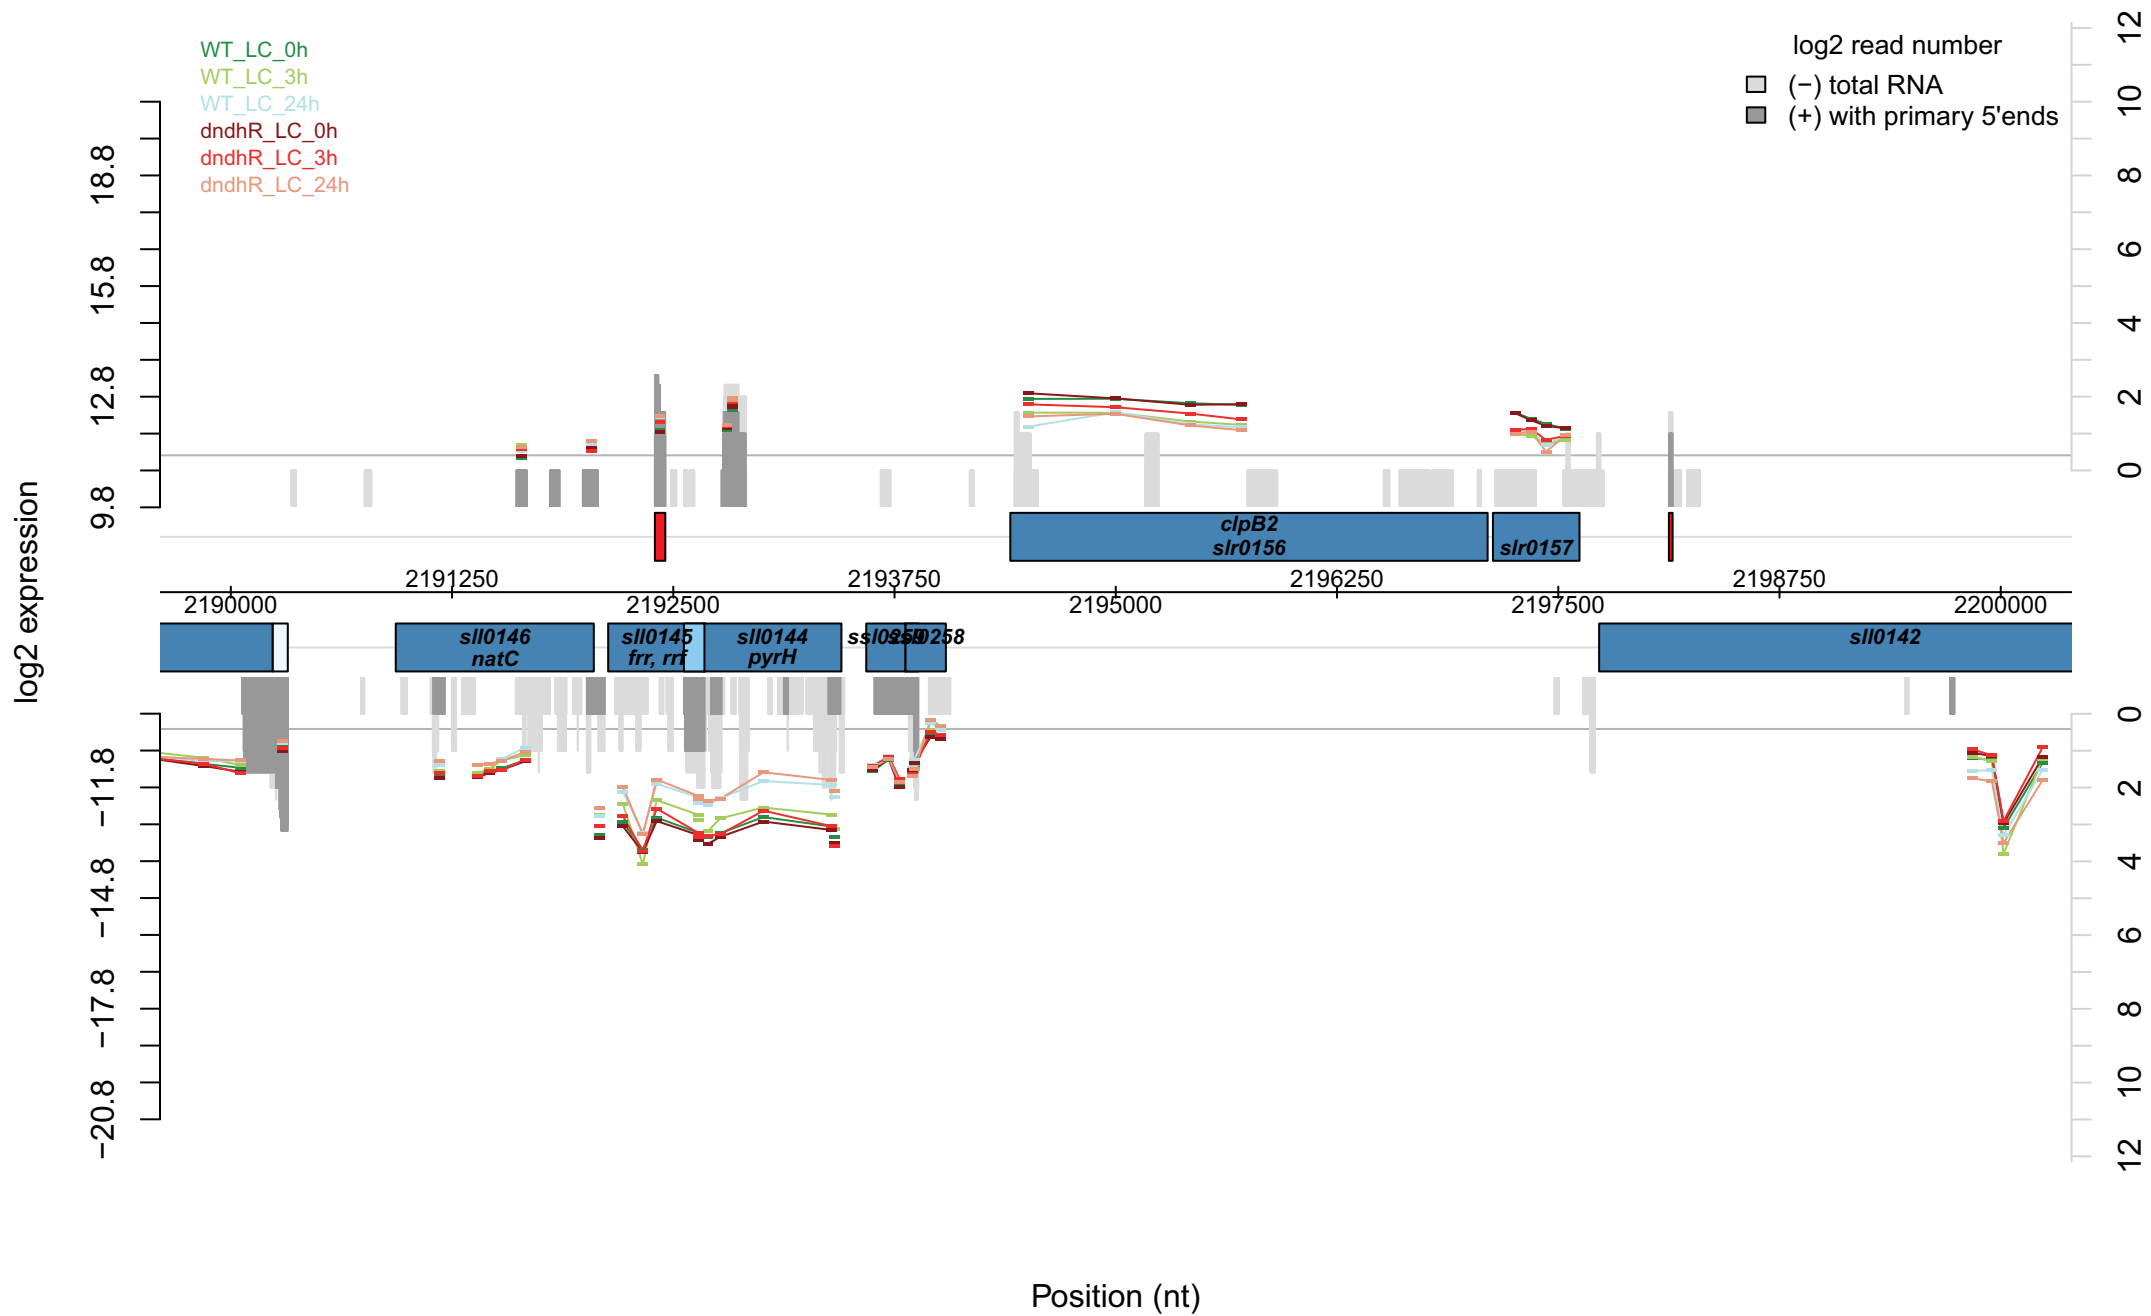 WT_LC_0h
WT_LC_3h
WT_LC_24h
dndhR_LC_0h
dndhR_LC_3h
dndhR_LC_24h
log2 read number
(−) total RNA
(+) with primary 5'ends
log2 expression
18.8
15.8
12.8
9.8
12
10
8
6
4
2
0
clpB2
slr0156
slr0157
2191250
2193750
2196250
2198750
2190000
2192500
2195000
2197500
2200000
sll0146
natC
sll0145
frr, rrf
sll0144
pyrH
ssl0259
ssl0258
sll0142
−11.8
−14.8
−17.8
−20.8
0
2
4
6
8
10
12
Position (nt)